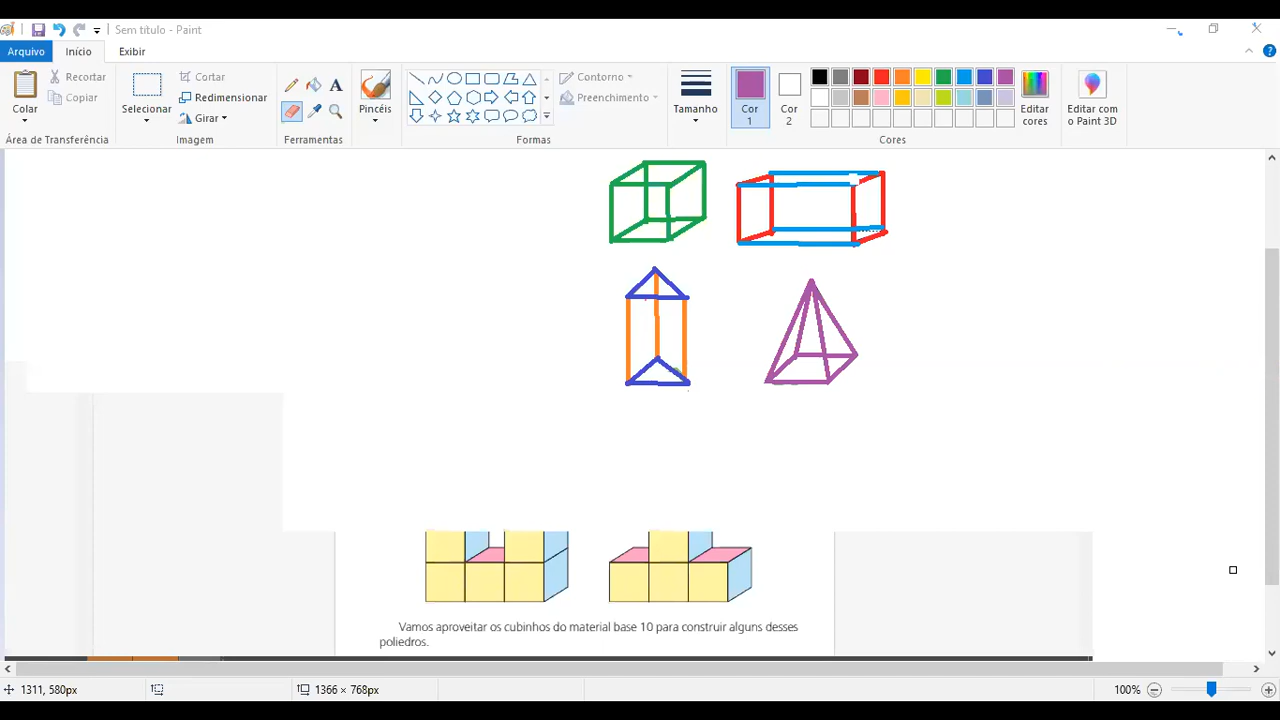 Sem título - Paint
Arquivo Início Exibir
Colar
Recortar
Copiar
Área de Transferência
Selecionar
Cortar
Redimensionar
Girar
Imagem
A
Ferramentas
Pincéis
Contorno
Preenchimento
Formas
Tamanho
Cor 1
Cor 2
Editar cores
Editar com o Paint 3D
Cores
Vamos aproveitar os cubinhos do material base 10 para construir alguns desses
poliedros.
1311, 580px
1366 × 768px
100%